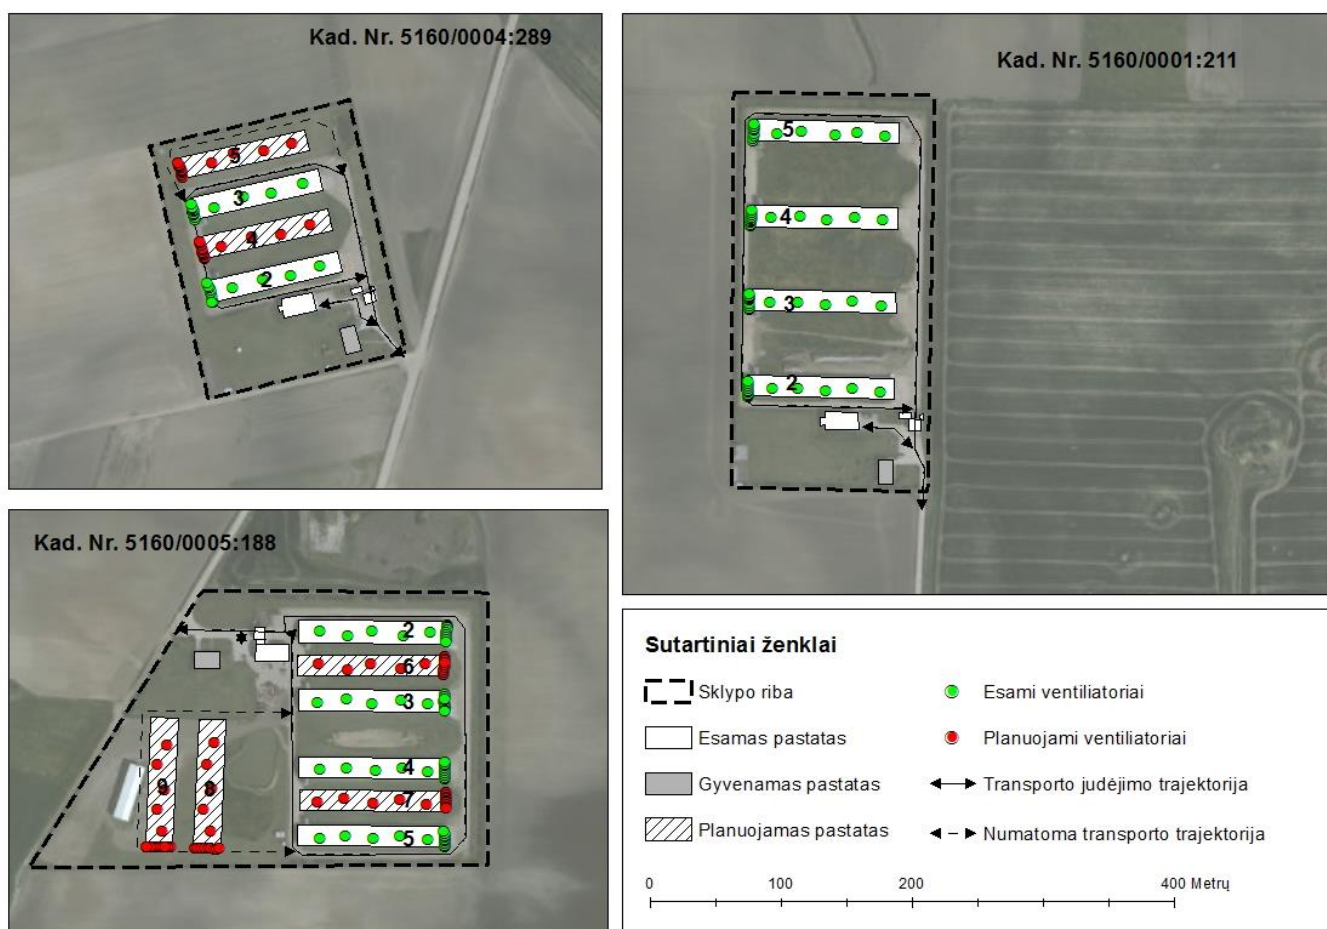 Kad. Nr. 5160/0004:289
5
3
4
2
Kad. Nr. 5160/0001:211
5
4
3
2
Kad. Nr. 5160/0005:188
2
6
3
4
7
5
9
8
Sutartiniai ženklai
Sklypo riba
Esamas pastatas
Gyvenamas pastatas
Planuojamas pastatas
Esami ventiliatoriai
Planuojami ventiliatoriai
Transporto judėjimo trajektorija
Numatoma transporto trajektorija
0 100 200 400 Metrų